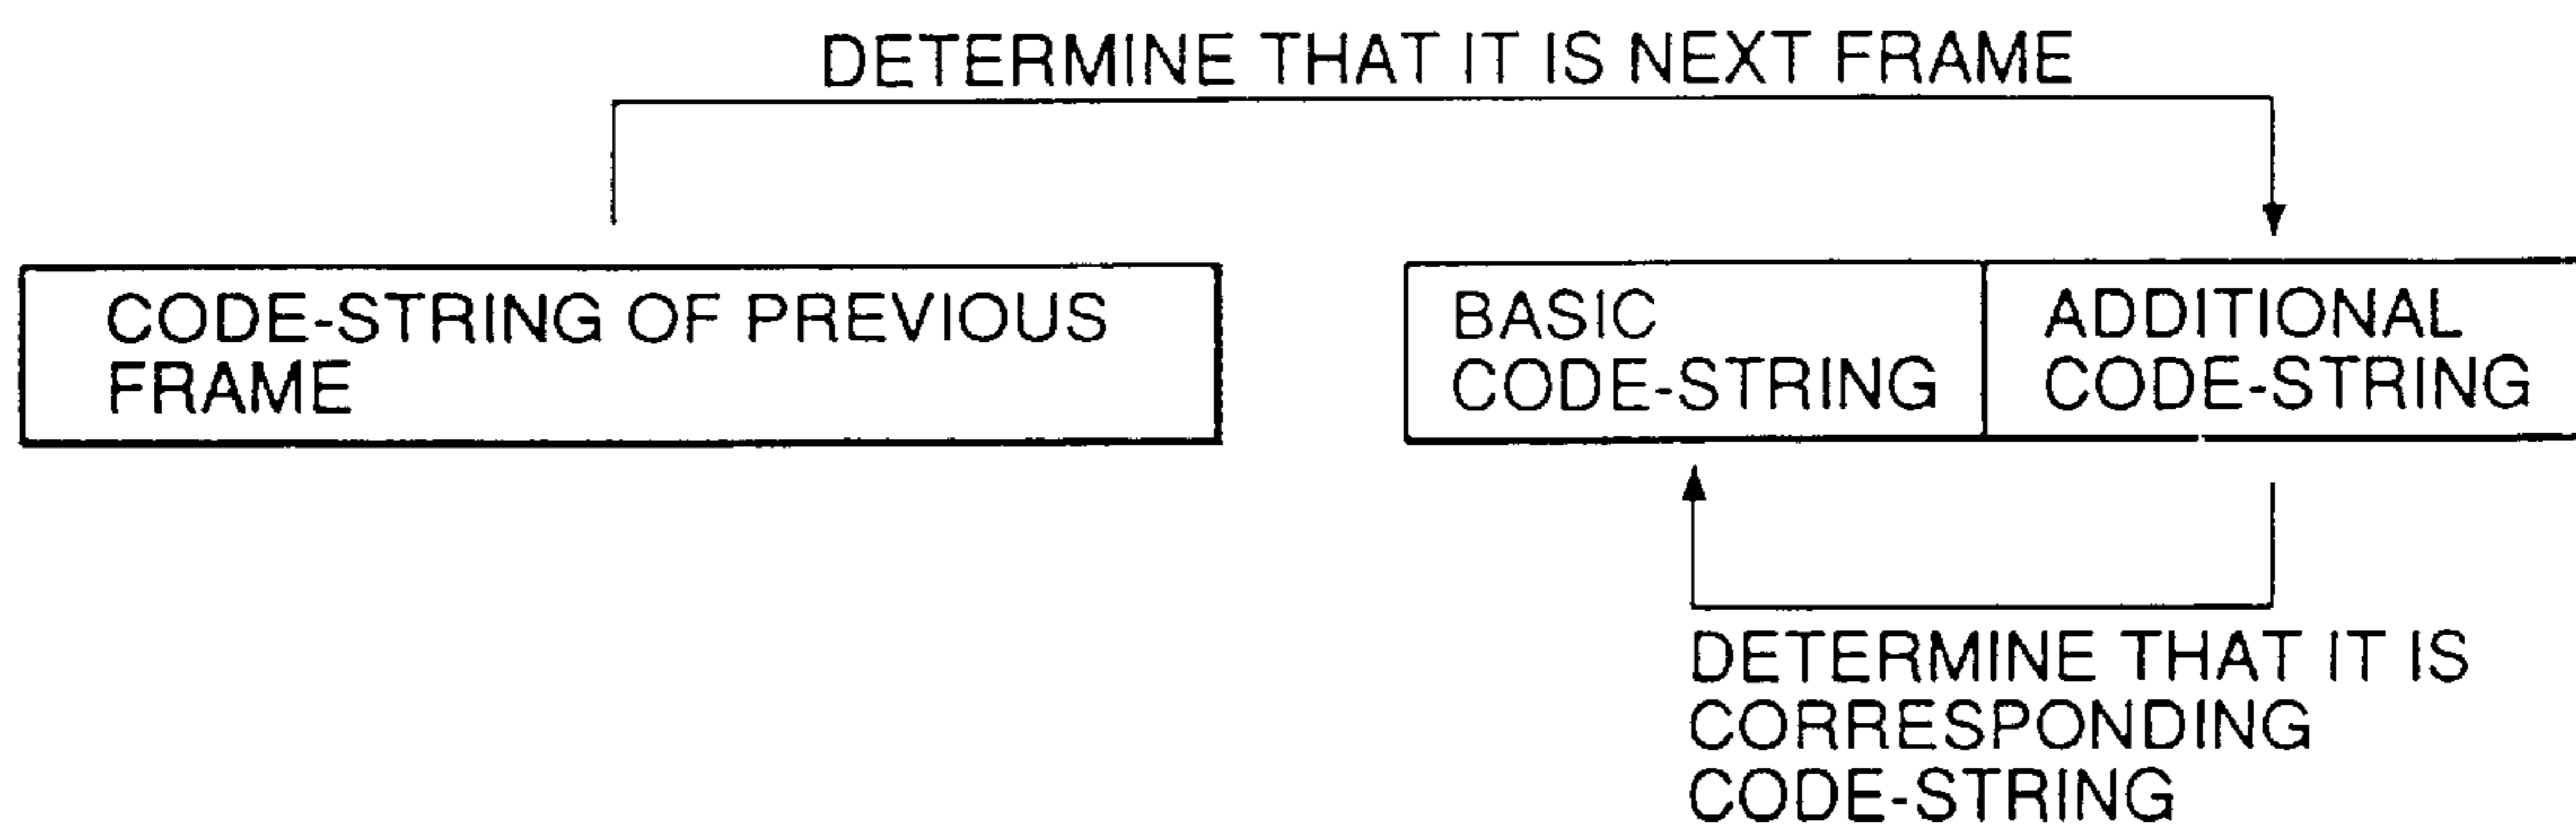 DETERMINE THAT IT IS NEXT FRAME
CODE-STRING OF PREVIOUS
FRAME
BASIC
CODE-STRING
ADDITIONAL
CODE-STRING
DETERMINE THAT IT IS
CORRESPONDING
CODE-STRING